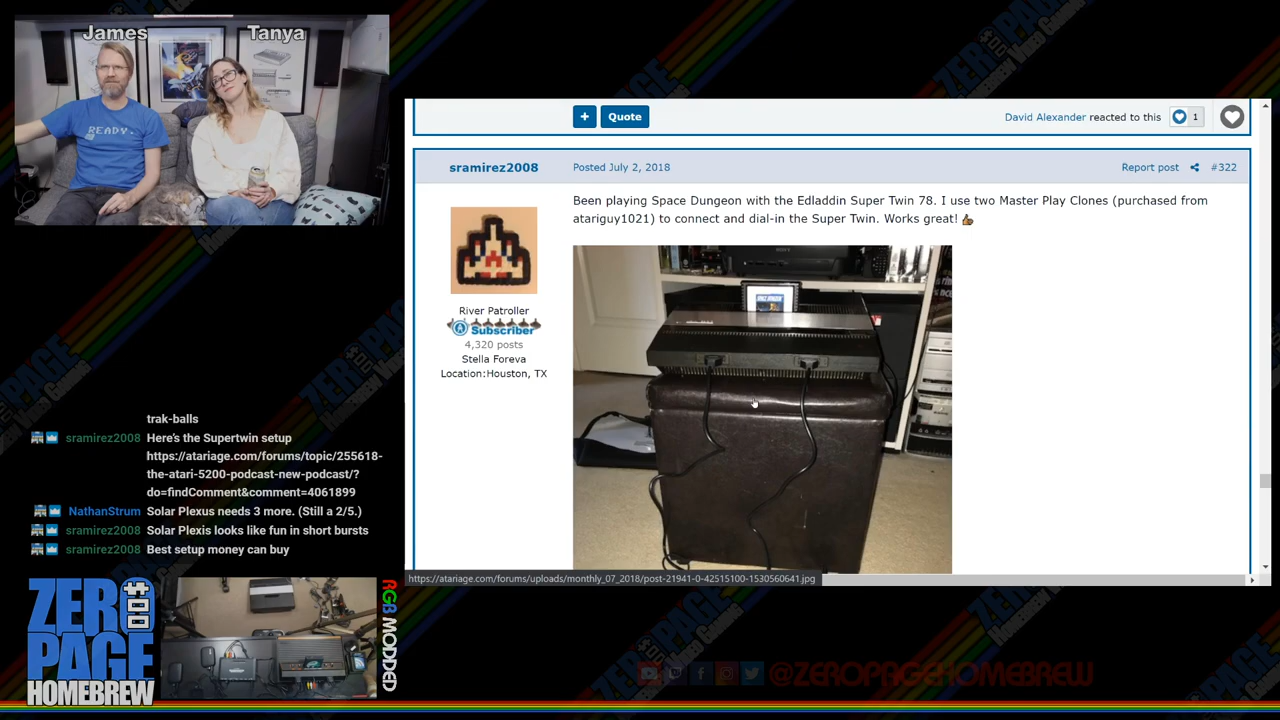 James
Tanya
READY.
+ Quote
David Alexander reacted to this
1
sramirez2008
Posted July 2, 2018
Report post
#322
Been playing Space Dungeon with the Edladdin Super Twin 78. I use two Master Play Clones (purchased from
atariguy1021) to connect and dial-in the Super Twin. Works great!
River Patroller
Subscriber
4,320 posts
Stella Foreva
Location:Houston, TX
trak-balls
sramirez2008 Here's the Supertwin setup
https://atariage.com/forums/topic/255618-
the-atari-5200-podcast-new-podcast/?
do=findComment&comment=4061899
NathanStrum Solar Plexus needs 3 more. (Still a 2/5.)
sramirez2008 Solar Plexis looks like fun in short bursts
sramirez2008 Best setup money can buy
https://atariage.com/forums/uploads/monthly_07_2018/post-21941-0-42515100-1530560641.jpg
ZERO
PAGE
HOMEBREW
RGB MODDED
@ZEROPAGEHOMEBREW